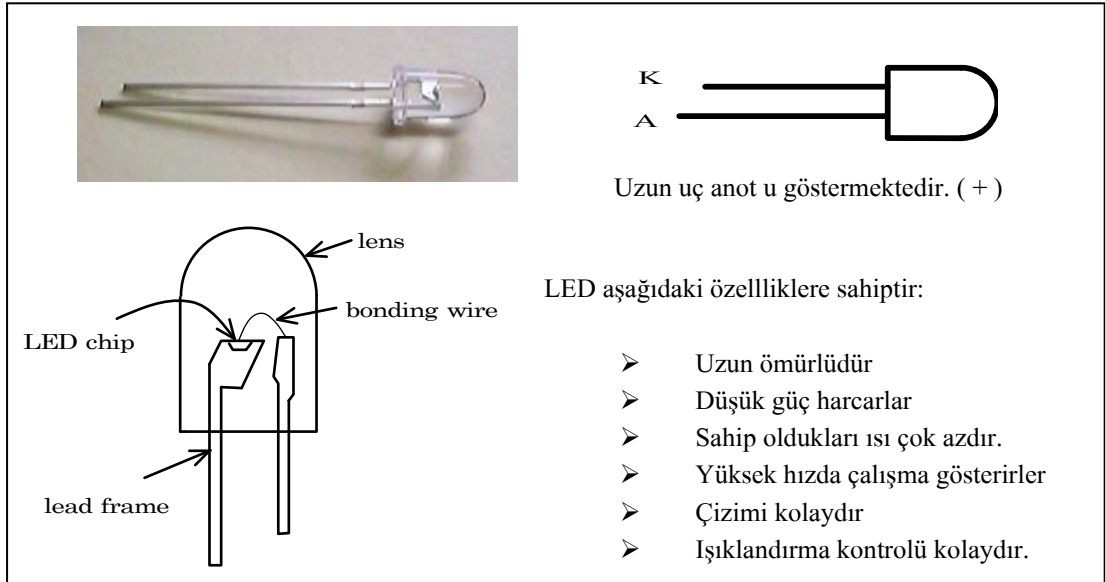 K
A
Uzun uç anot u göstermektedir. ( + )
lens
bonding wire
LED chip
lead frame
LED aşağıdaki özellliklere sahiptir:
➢ Uzun ömürlüdür
➢ Düşük güç harcarlar
➢ Sahip oldukları ısı çok azdır.
➢ Yüksek hızda çalışma gösterirler
➢ Çizimi kolaydır
➢ Işıklandırma kontrolü kolaydır.